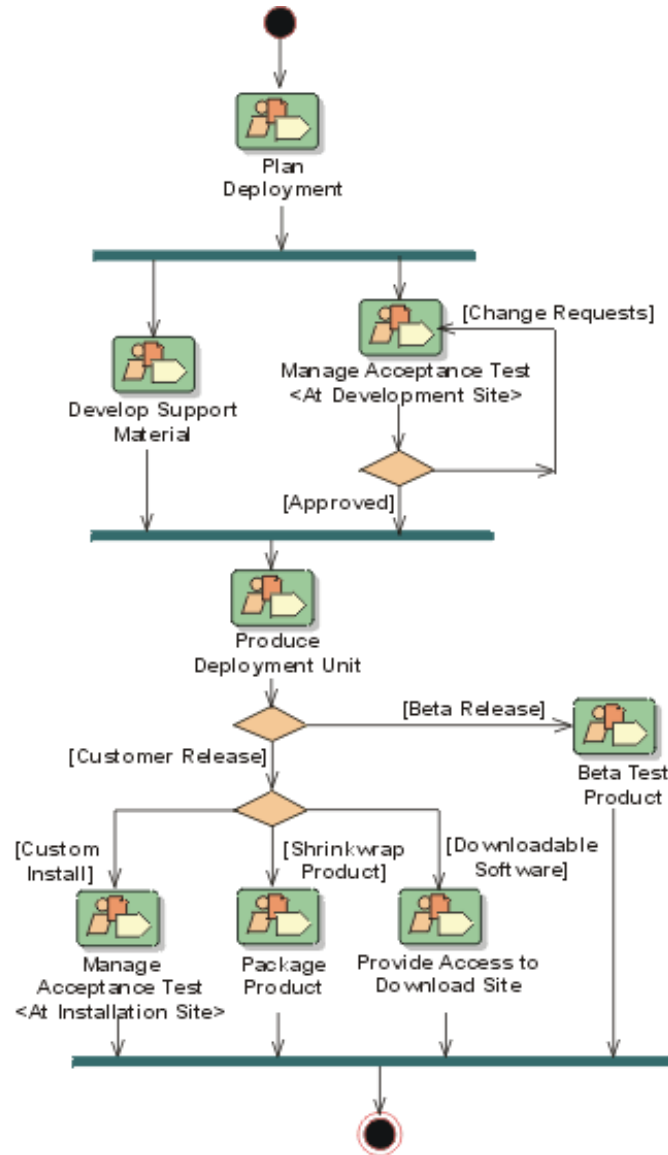 Plan
Deployment
[Change Requests]
Manage Acceptance Test
<At Development Site>
Develop Support
Material
[Approved]
Produce
Deployment Unit
[Beta Release]
[Customer Release]
Beta Test
Product
[Custom
Install]
[Shrinkwrap
Product]
[Downloadable
Software]
Manage
Acceptance Test
<At Installation Site>
Package
Product
Provide Access to
Download Site